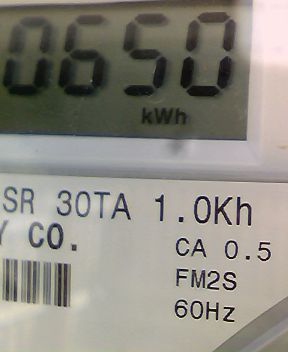 0650
kWh
SR 30TA 1.0Kh
Y CO.
CA 0.5
FM2S
60Hz